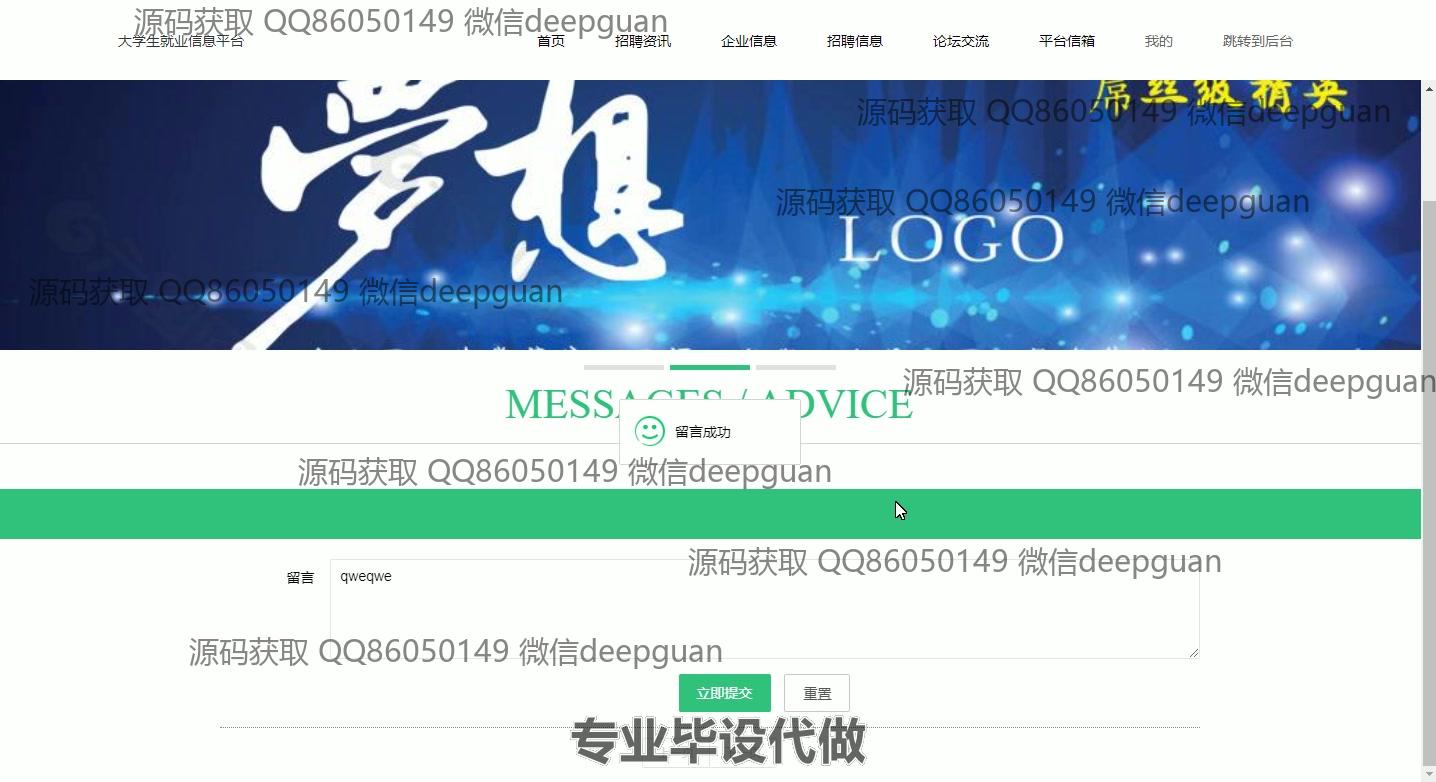 源码获取 QQ86050149 微信deepguan
大学生就业信息平台 首页 招聘资讯 企业信息 招聘信息 论坛交流 平台信箱 我的 跳转到后台
屌丝级精英
源码获取 QQ86050149 微信deepguan
夢想
源码获取 QQ86050149 微信deepguan
LOGO
源码获取 QQ86050149 微信deepguan
源码获取 QQ86050149 微信deepguan
MESSAGES / ADVICE
留言成功
源码获取 QQ86050149 微信deepguan
源码获取 QQ86050149 微信deepguan
留言 qweqwe
源码获取 QQ86050149 微信deepguan
立即提交 重置
专业毕设代做